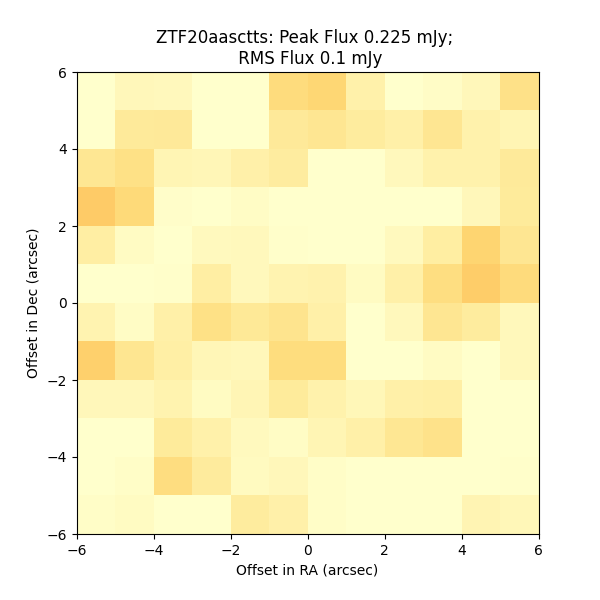 ZTF20aasctts: Peak Flux 0.225 mJy;
RMS Flux 0.1 mJy
6
4
2
0
−2
−4
−6
Offset in Dec (arcsec)
−6 −4 −2 0 2 4 6
Offset in RA (arcsec)